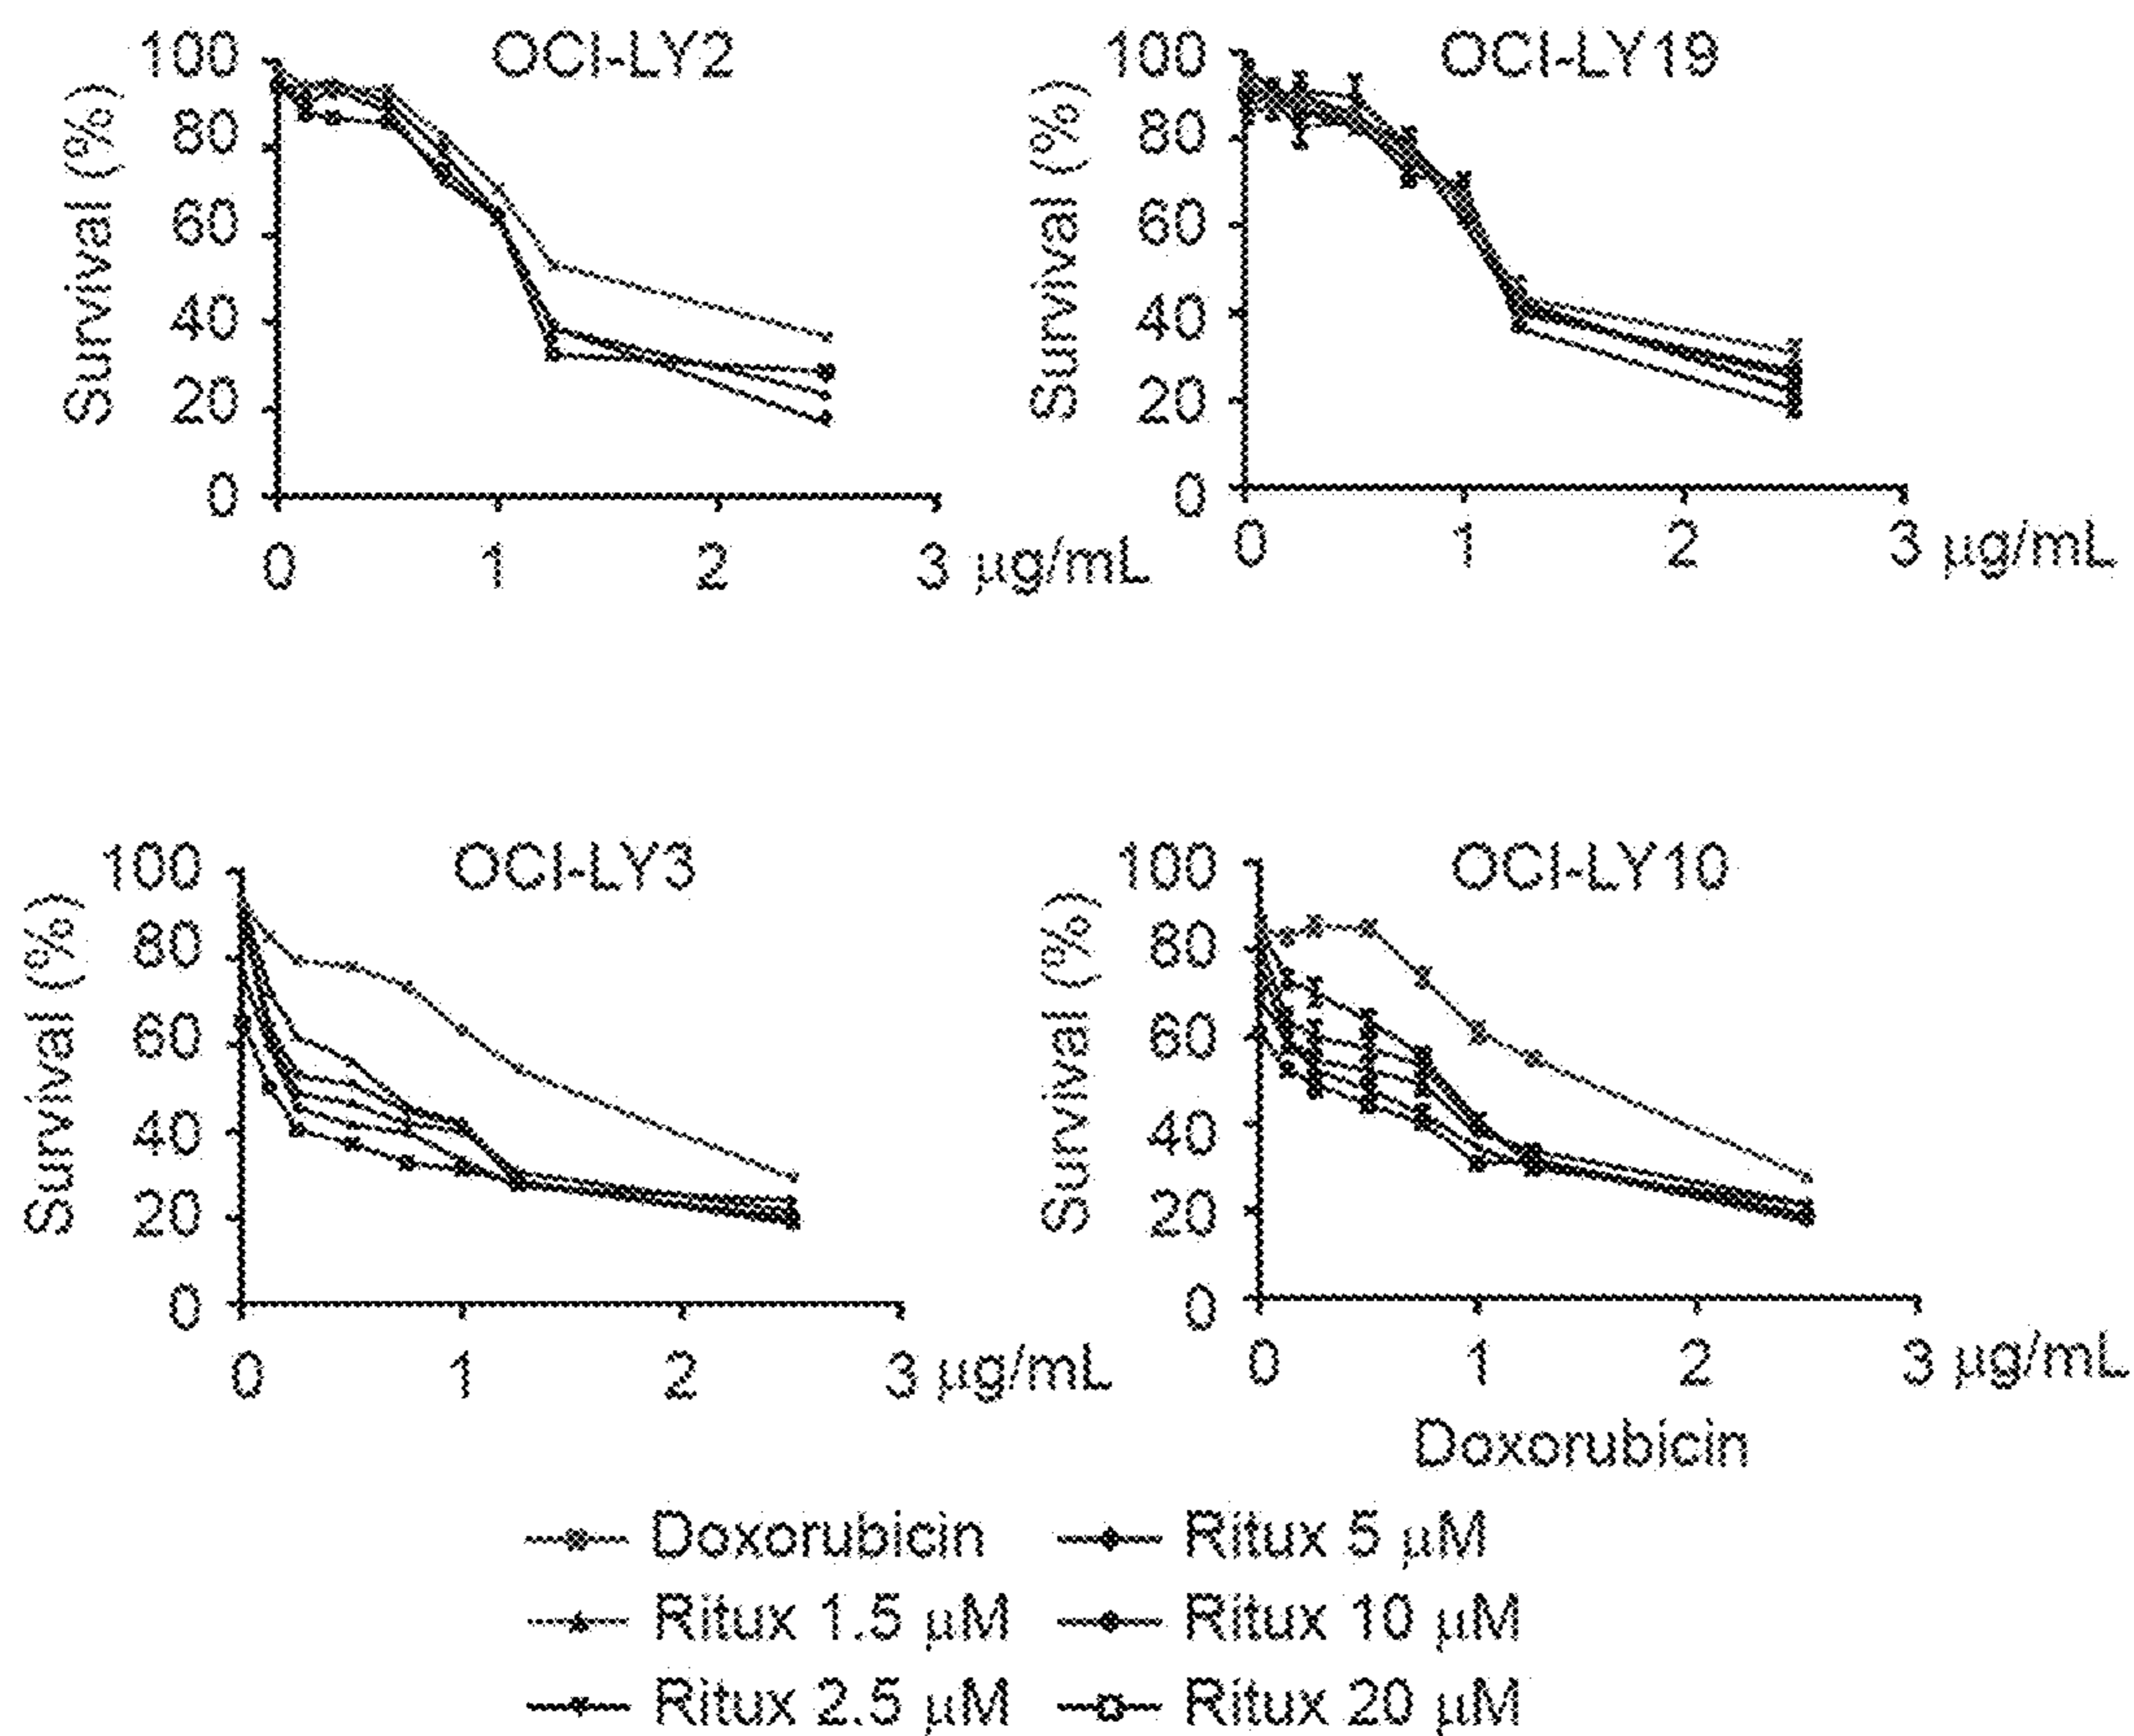 OCI-LY2
Survival (%)
100
80
60
40
20
0
0 1 2 3 µg/mL
OCI-LY19
Survival (%)
100
80
60
40
20
0
0 1 2 3 µg/mL
OCI-LY3
Survival (%)
100
80
60
40
20
0
0 1 2 3 µg/mL
OCI-LY10
Survival (%)
100
80
60
40
20
0
0 1 2 3 µg/mL
Doxorubicin
Doxorubicin
Ritux 5 µM
Ritux 1.5 µM
Ritux 10 µM
Ritux 2.5 µM
Ritux 20 µM